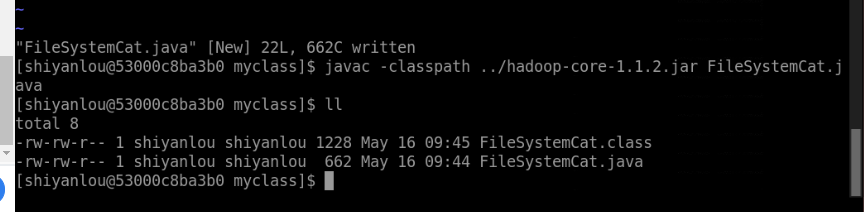 ~
~
"FileSystemCat.java" [New] 22L, 662C written
[shiyanlou@53000c8ba3b0 myclass]$ javac -classpath ../hadoop-core-1.1.2.jar FileSystemCat.j
ava
[shiyanlou@53000c8ba3b0 myclass]$ ll
total 8
-rw-rw-r-- 1 shiyanlou shiyanlou 1228 May 16 09:45 FileSystemCat.class
-rw-rw-r-- 1 shiyanlou shiyanlou  662 May 16 09:44 FileSystemCat.java
[shiyanlou@53000c8ba3b0 myclass]$